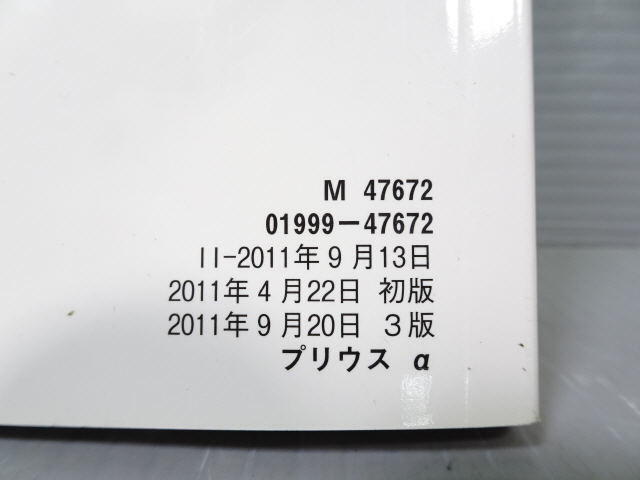 M 47672
01999-47672
II-2011年9月13日
2011年4月22日 初版
2011年9月20日 3版
プリウス α